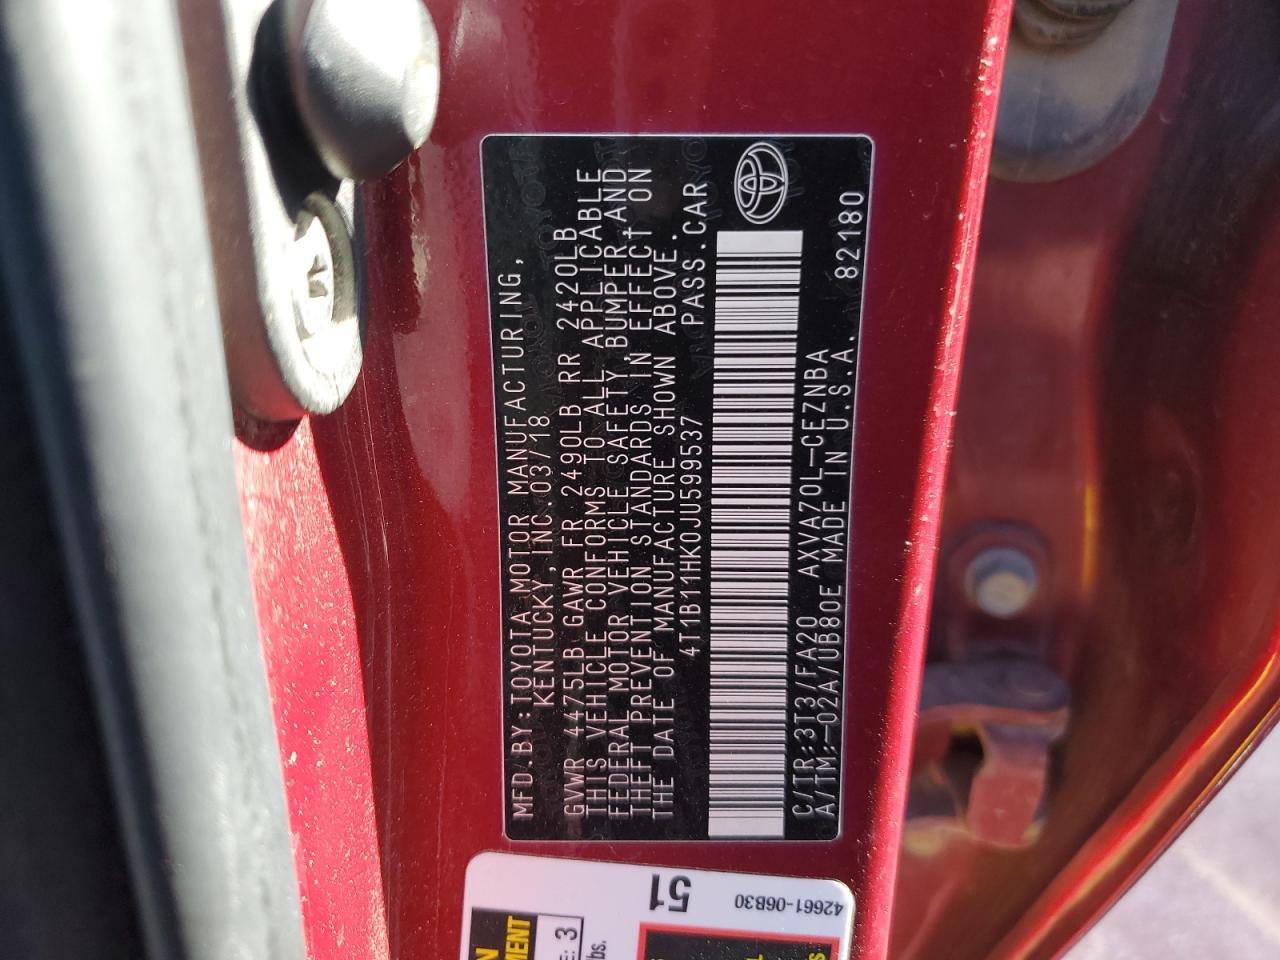 MFD.BY:TOYOTA MOTOR MANUFACTURING,
KENTUCKY,INC.03/18
GVWR 4475LB GAWR FR 2490LB RR 2420LB
THIS VEHICLE CONFORMS TO ALL APPLICABLE
FEDERAL MOTOR VEHICLE SAFETY,BUMPER,AND
THEFT PREVENTION STANDARDS IN EFFECT ON
THE DATE OF MANUFACTURE SHOWN ABOVE.
4T1B11HK0JU599537 PASS.CAR
C/TR:3T3/FA20 AXVA70L-CEZNBA
A/TM:-02A/UB80E MADE IN U.S.A. 82180
51
42661-06B30
MENT
E: 3
lbs.